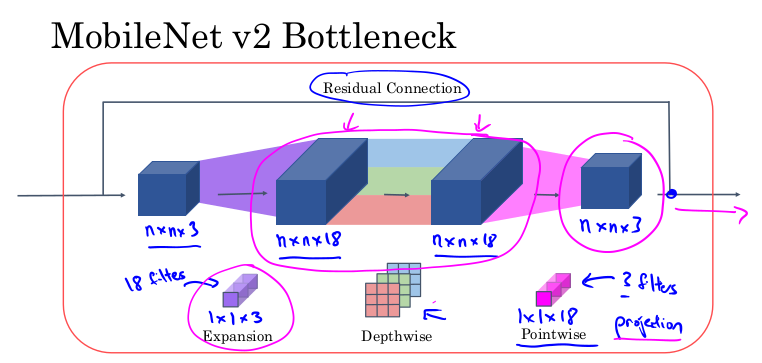 MobileNet v2 Bottleneck
Residual Connection
n×n×3
n×n×18
n×n×18
n×n×3
18 filters
1×1×3
Expansion
Depthwise
1×1×18
Pointwise
3 filters
projection